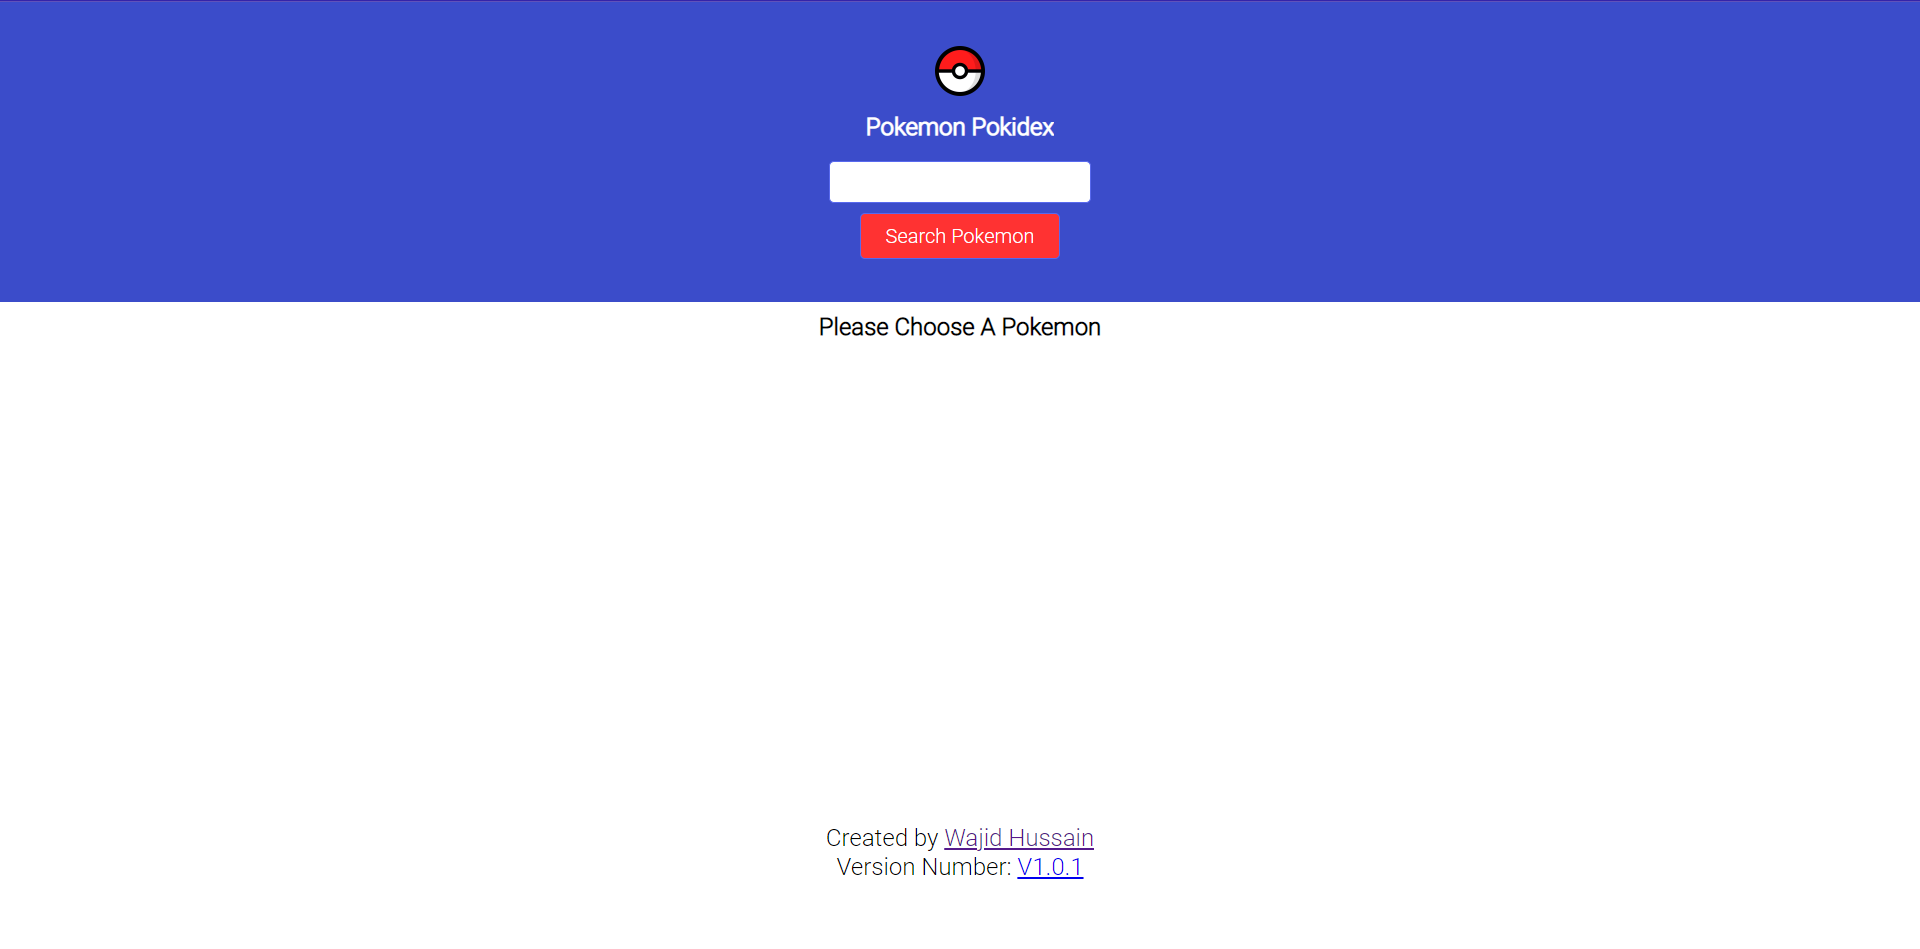 Pokemon Pokidex
Search Pokemon
Please Choose A Pokemon
Created by Wajid Hussain
Version Number: V1.0.1